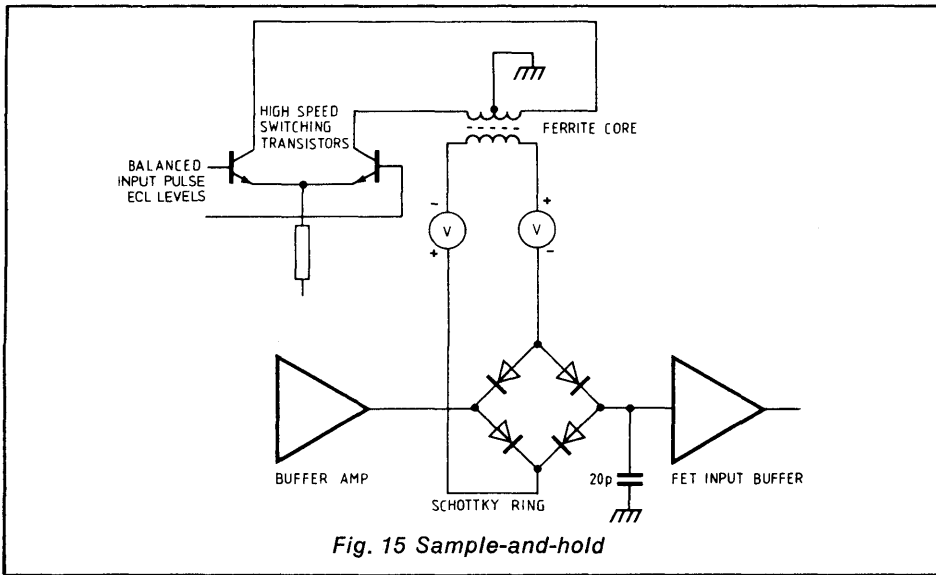 HIGH SPEED
SWITCHING
TRANSISTORS
FERRITE CORE
BALANCED
INPUT PULSE
ECL LEVELS
-
+
V
V
+
-
BUFFER AMP
SCHOTTKY RING
20p
FET INPUT BUFFER
Fig. 15 Sample-and-hold